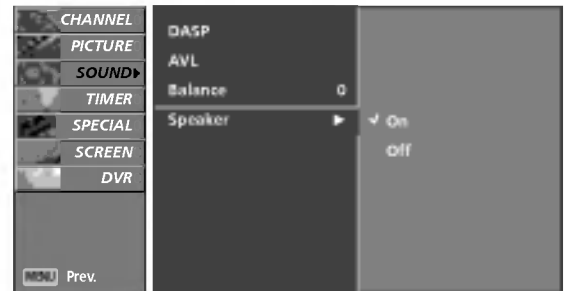 CHANNEL
PICTURE
SOUND
TIMER
SPECIAL
SCREEN
DVR
MENU Prev.
DASP
AVL
Balance 0
Speaker
On
Off